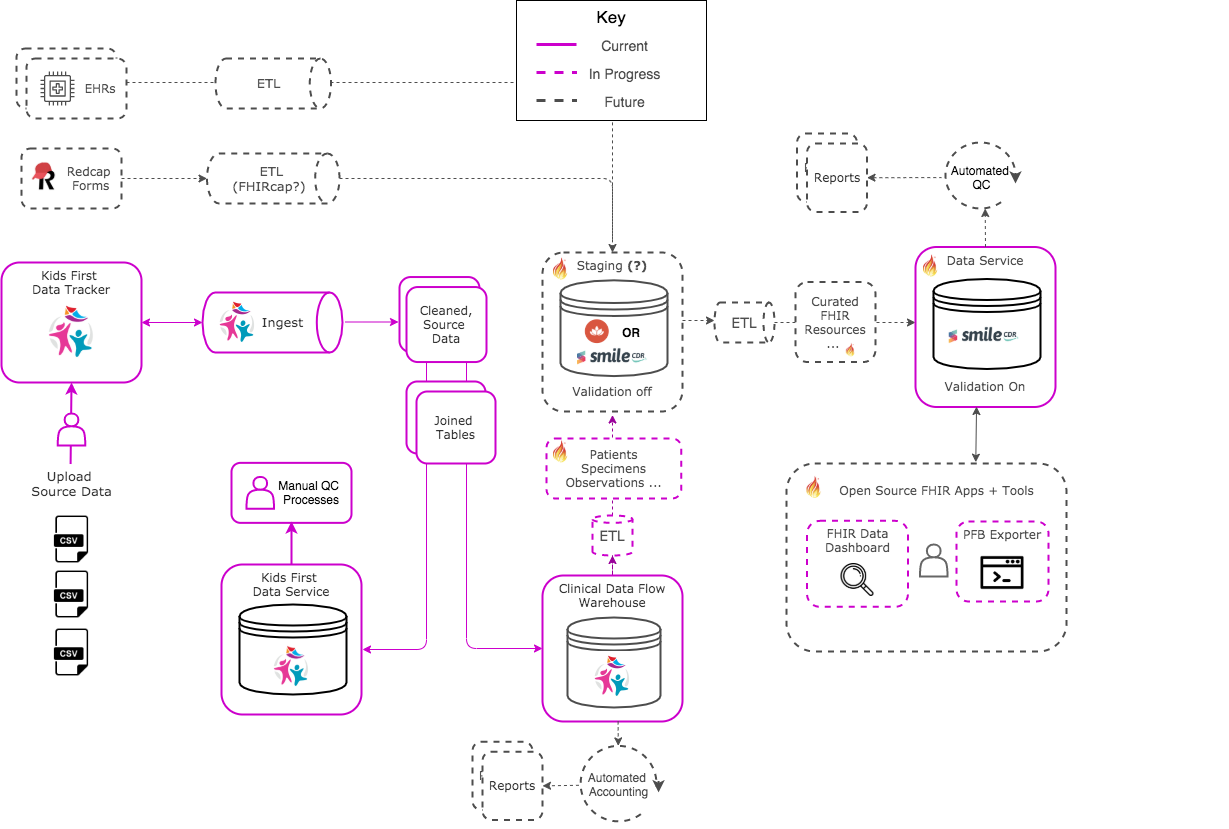 Key
Current
In Progress
Future
EHRs
ETL
Redcap
Forms
ETL
(FHIRcap?)
Reports
Automated
QC
Kids First
Data Tracker
Ingest
Cleaned,
Source
Data
Staging (?)
OR
smile CDR
Validation off
ETL
Curated
FHIR
Resources
...
Data Service
smile CDR
Validation On
Joined
Tables
Upload
Source Data
CSV
CSV
CSV
Manual QC
Processes
Patients
Specimens
Observations ...
ETL
Open Source FHIR Apps + Tools
FHIR Data
Dashboard
PFB Exporter
Kids First
Data Service
Clinical Data Flow
Warehouse
Reports
Automated
Accounting